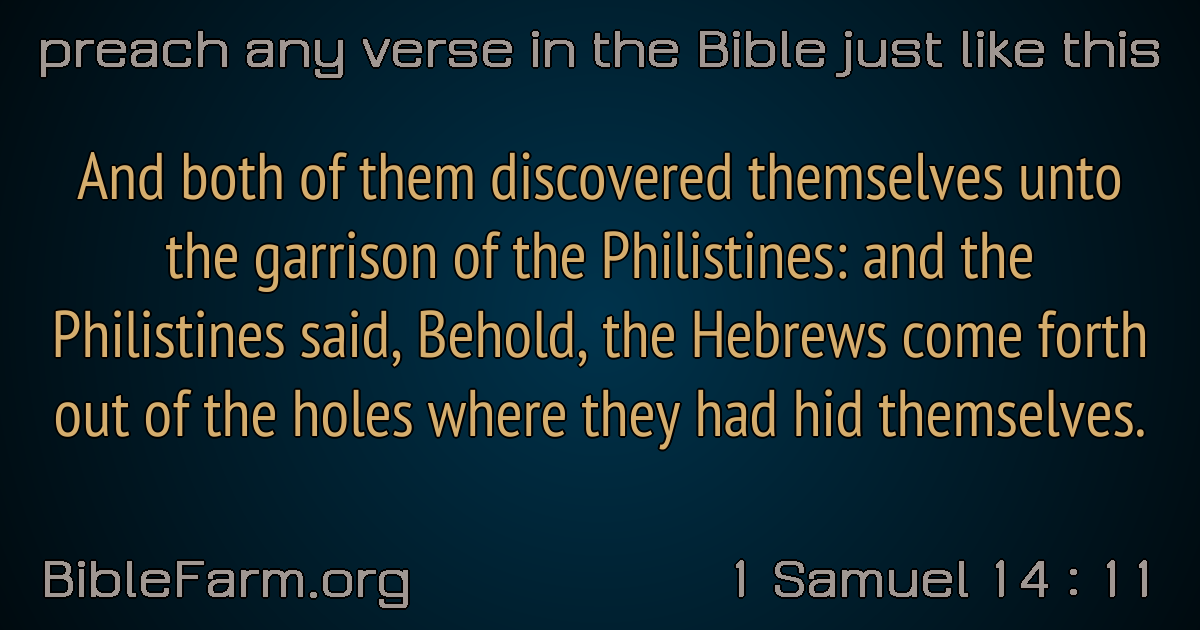 preach any verse in the Bible just like this
And both of them discovered themselves unto
the garrison of the Philistines: and the
Philistines said, Behold, the Hebrews come forth
out of the holes where they had hid themselves.
BibleFarm.org
1 Samuel 14 : 11